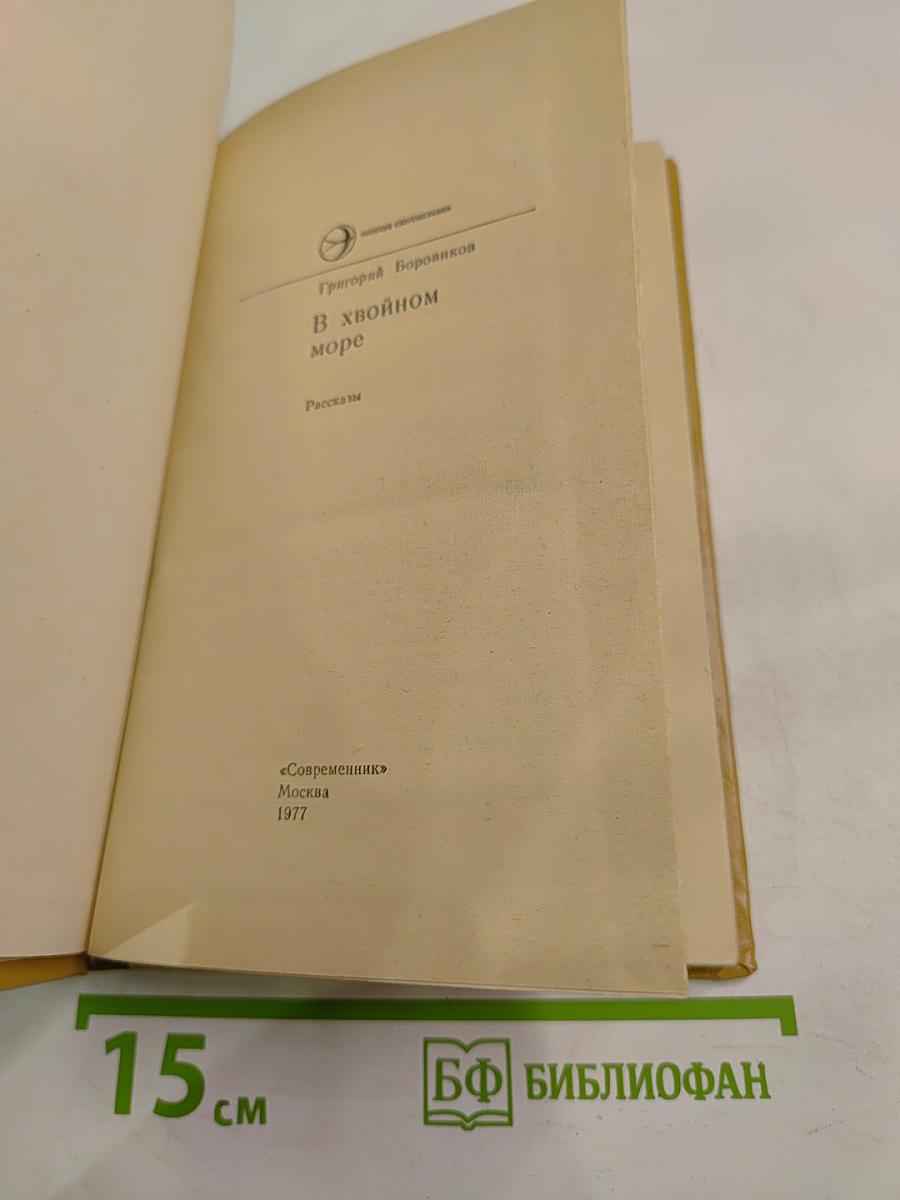 Григорий Боровиков
В хвойном
море
Рассказы
«Современник»
Москва
1977
15 см
БФ БИБЛИОФАН